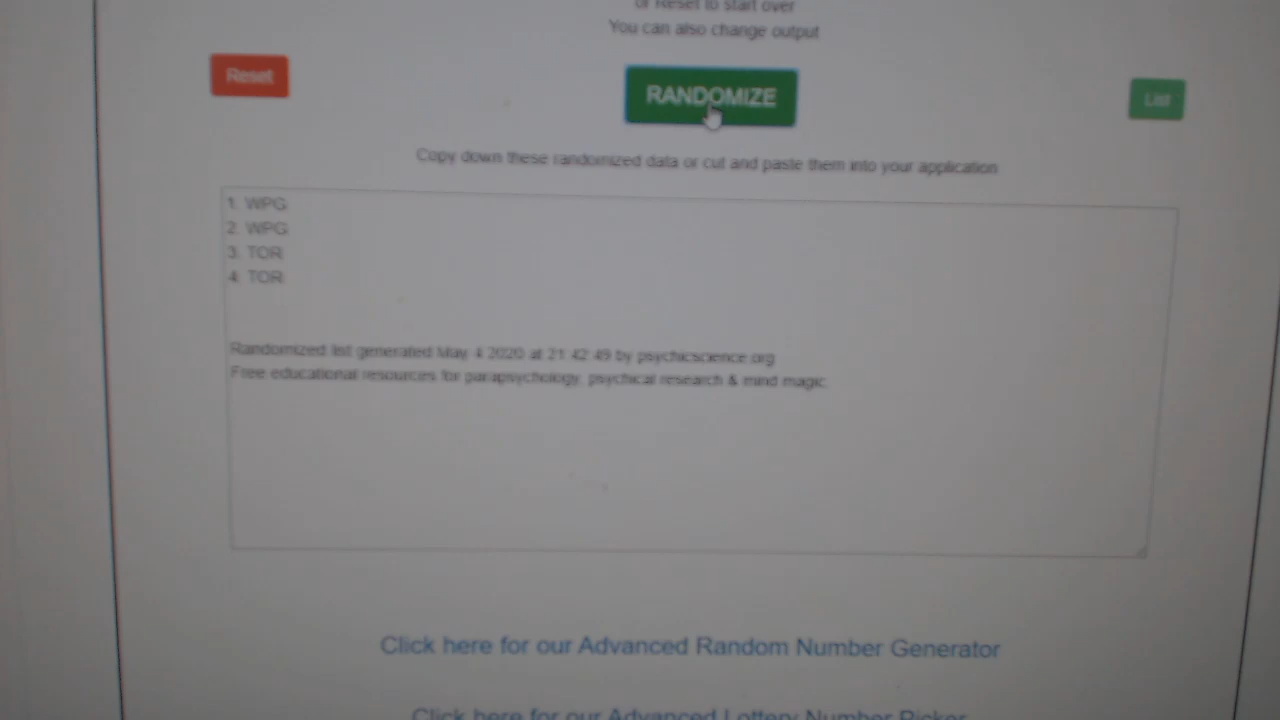 or Reset to start over
You can also change output
Reset
RANDOMIZE
List
Copy down these randomized data or cut and paste them into your application
1. WPG
2. WPG
3. TOR
4. TOR
Randomized list generated May 4 2020 at 21:42:49 by psychicscience.org
Free educational resources for parapsychology, psychical research & mind magic.
Click here for our Advanced Random Number Generator
Click here for our Advanced Lottery Number Picker